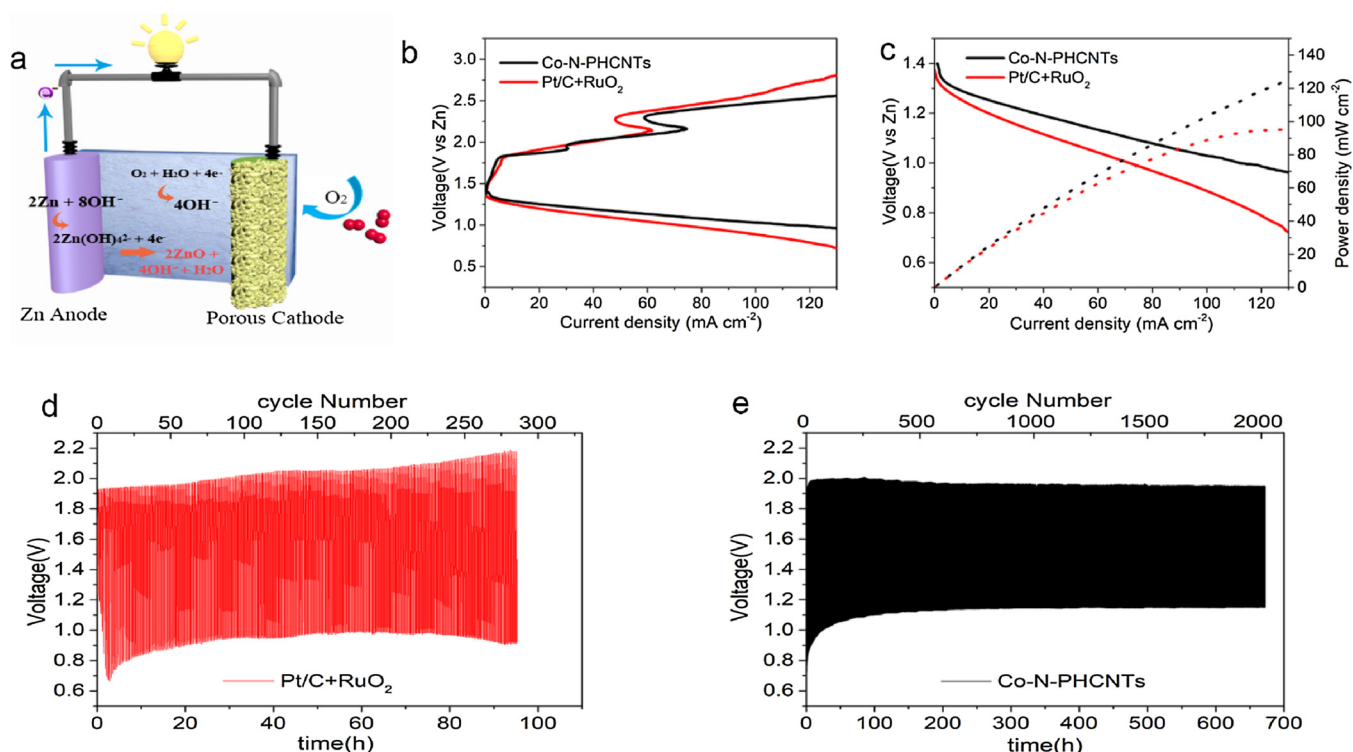 a
e⁻
2Zn + 8OH⁻
2Zn(OH)₄²⁻ + 4e⁻
2ZnO +
4OH⁻ + H₂O
O₂ + H₂O + 4e⁻
4OH⁻
O₂
Zn Anode
Porous Cathode
b
Voltage(V vs Zn)
3.0
2.5
2.0
1.5
1.0
0.5
Co-N-PHCNTs
Pt/C+RuO₂
0 20 40 60 80 100 120
Current density (mA cm⁻²)
c
Voltage(V vs Zn)
1.4
1.2
1.0
0.8
0.6
Co-N-PHCNTs
Pt/C+RuO₂
150
140
120
100
80
60
40
20
0
Power density (mW cm⁻²)
0 20 40 60 80 100 120
Current density (mA cm⁻²)
d
cycle Number
0 50 100 150 200 250 300
Voltage(V)
2.2
2.0
1.8
1.6
1.4
1.2
1.0
0.8
0.6
Pt/C+RuO₂
0 20 40 60 80 100
time(h)
e
cycle Number
0 500 1000 1500 2000
Voltage(V)
2.2
2.0
1.8
1.6
1.4
1.2
1.0
0.8
0.6
Co-N-PHCNTs
0 100 200 300 400 500 600 700
time(h)